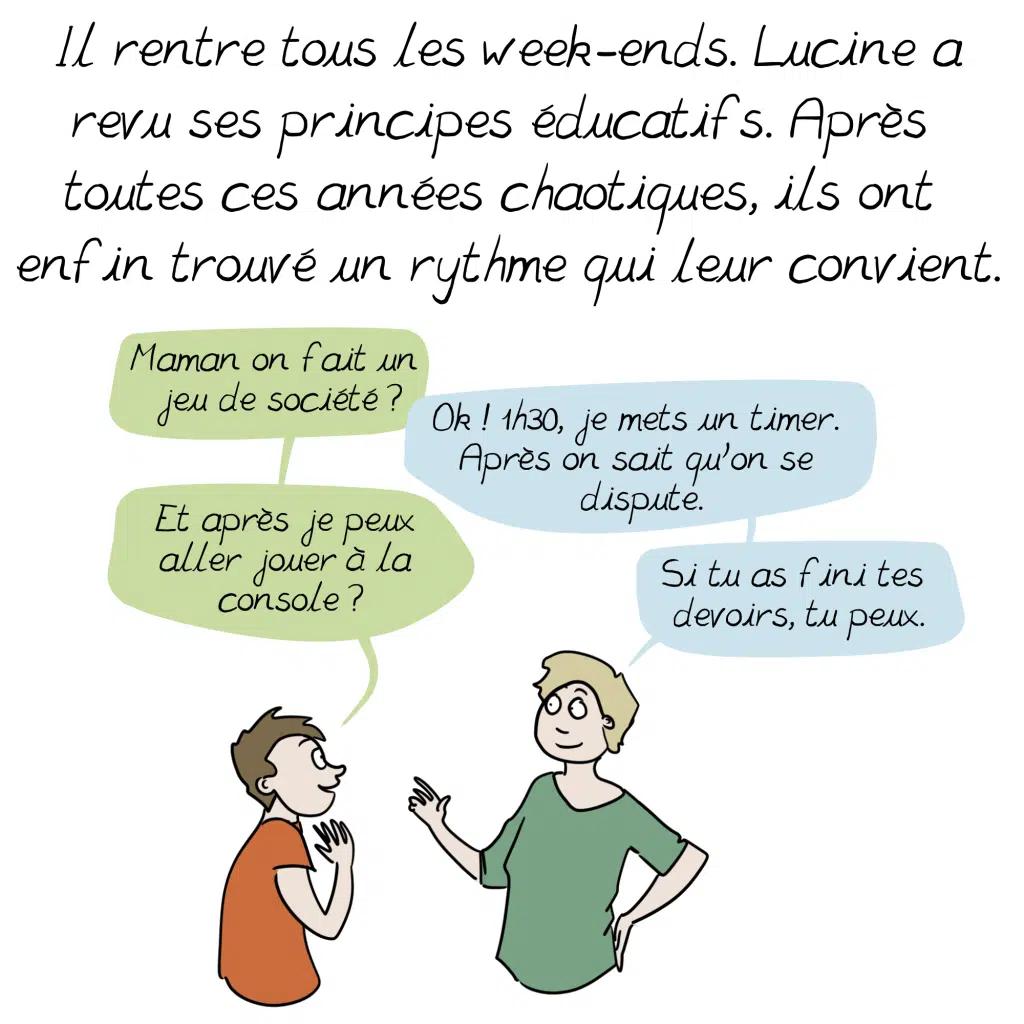 Il rentre tous les week-ends. Lucine a
revu ses principes éducatifs. Après
toutes ces années chaotiques, ils ont
enfin trouvé un rythme qui leur convient.
Maman on fait un
jeu de société ?
Ok ! 1h30, je mets un timer.
Après on sait qu'on se
dispute.
Et après je peux
aller jouer à la
console ?
Si tu as fini tes
devoirs, tu peux.